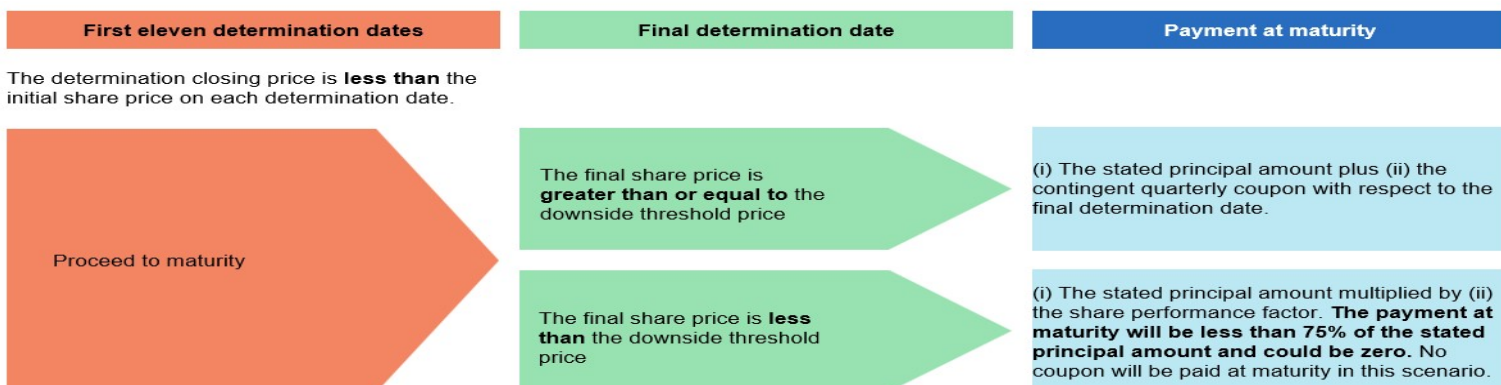 First eleven determination dates
Final determination date
Payment at maturity
The determination closing price is less than the
initial share price on each determination date.
Proceed to maturity
The final share price is
greater than or equal to the
downside threshold price
(i) The stated principal amount plus (ii) the
contingent quarterly coupon with respect to the
final determination date.
The final share price is less
than the downside threshold
price
(i) The stated principal amount multiplied by (ii)
the share performance factor. The payment at
maturity will be less than 75% of the stated
principal amount and could be zero. No
coupon will be paid at maturity in this scenario.